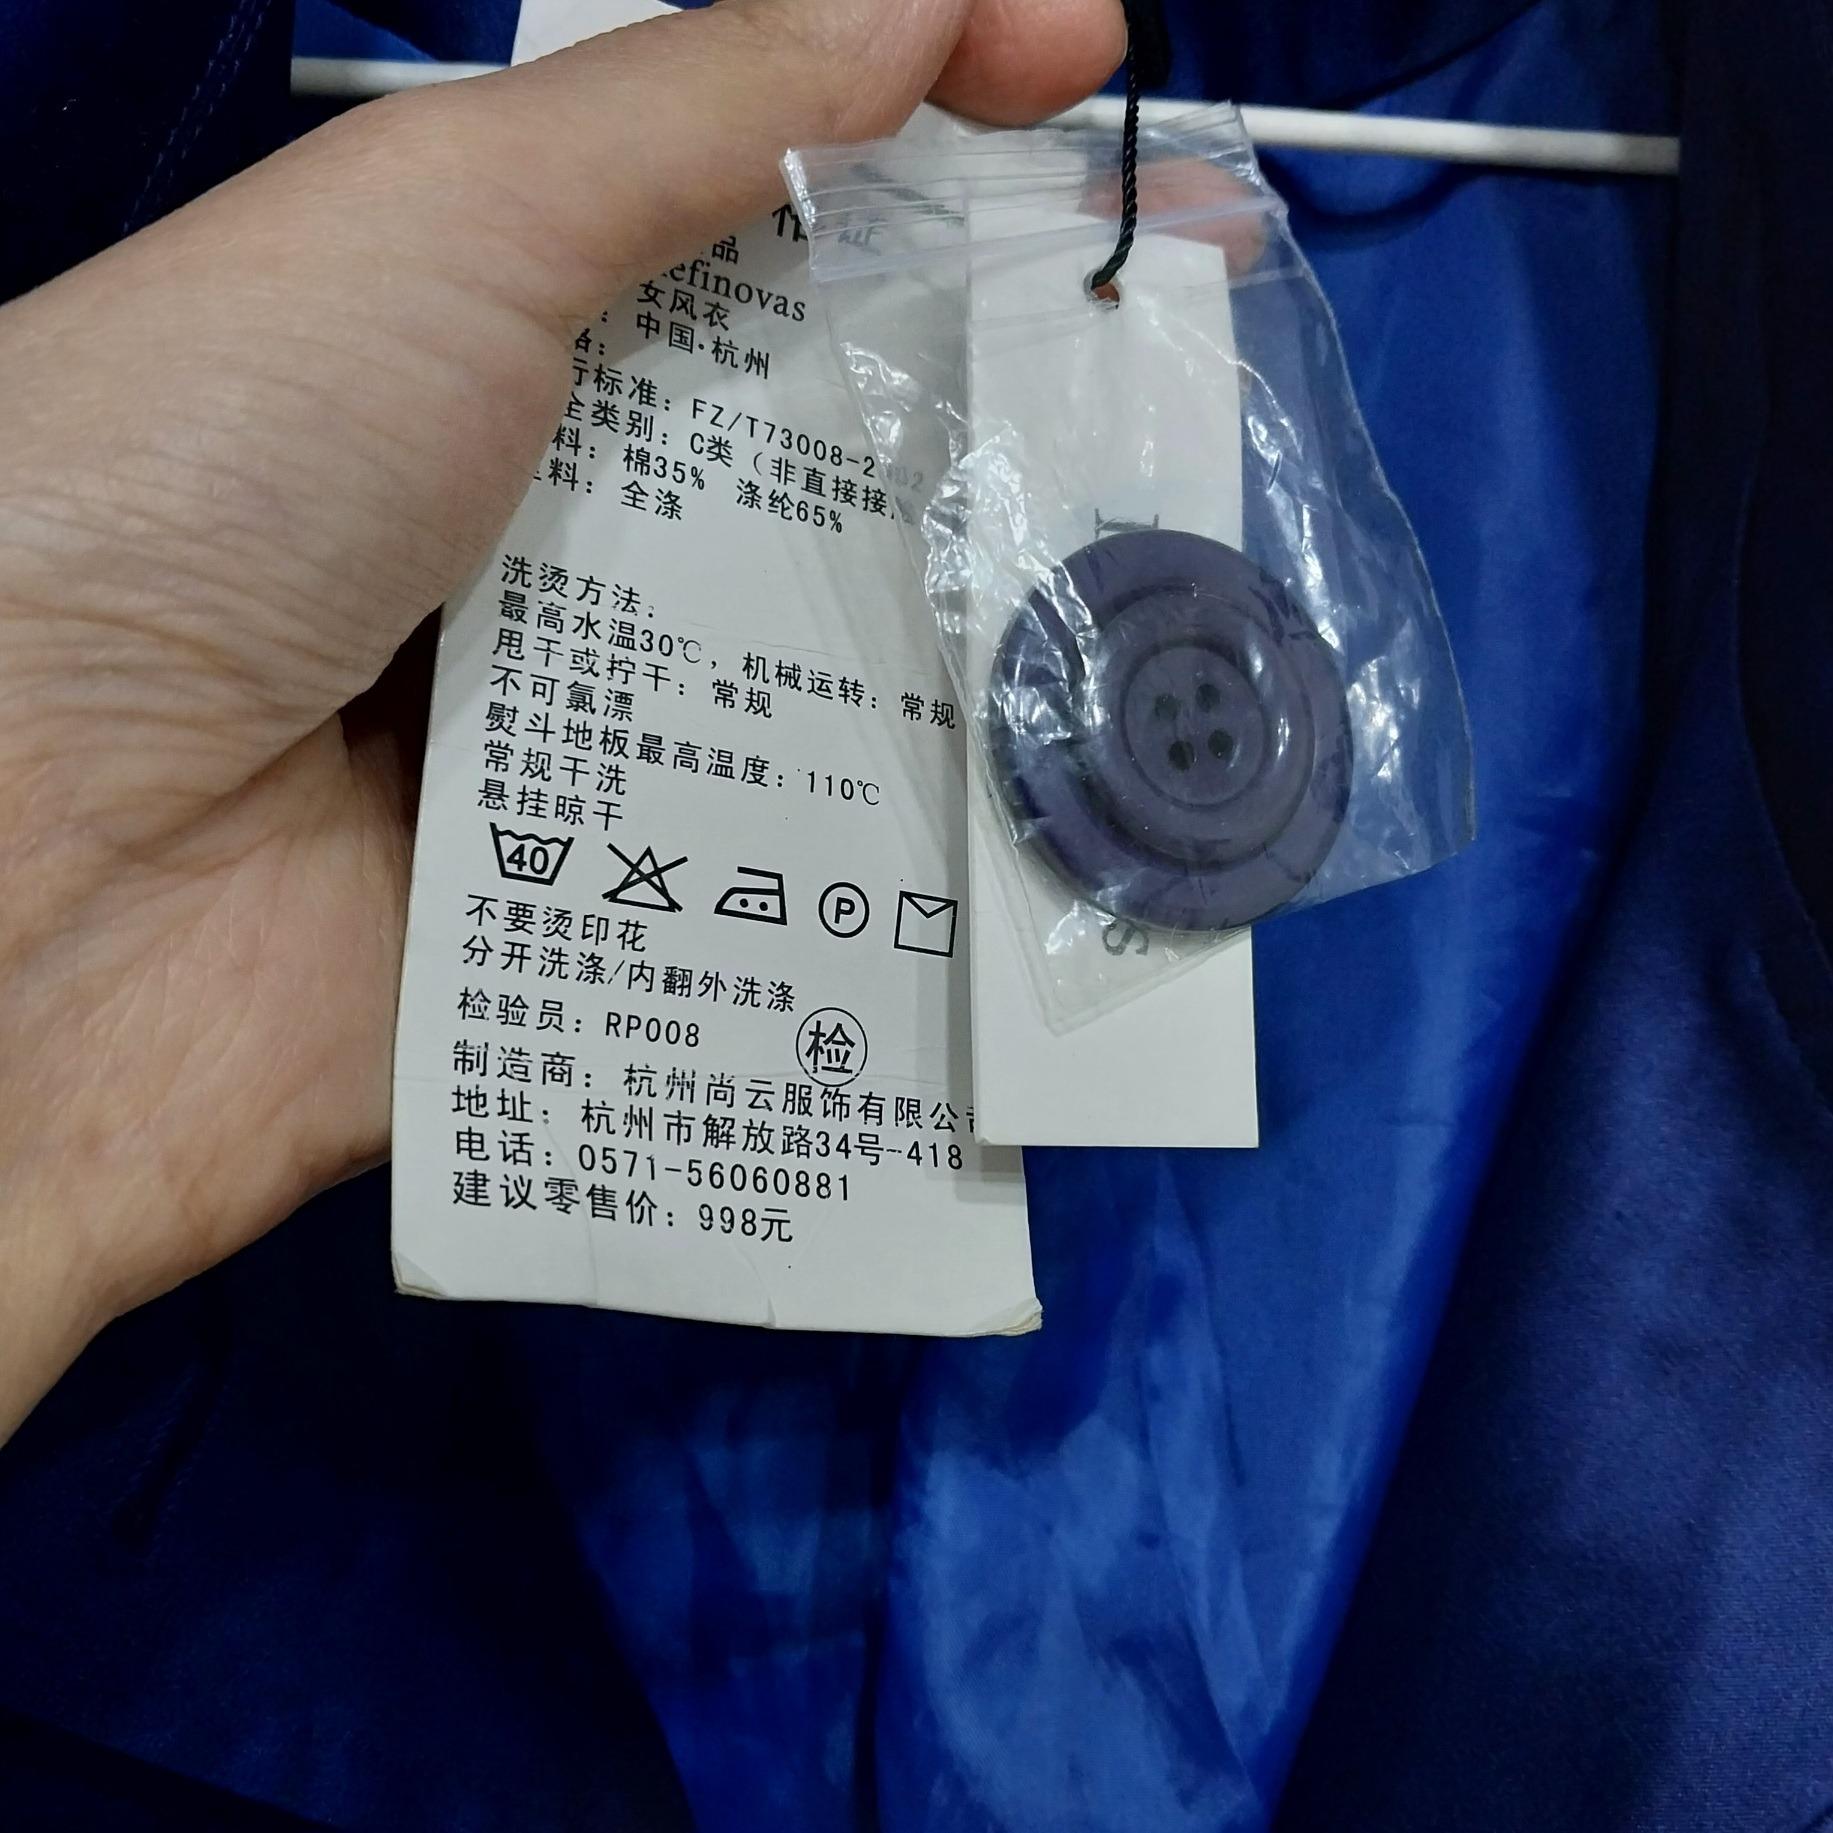 品
efinovas
女风衣
中国·杭州
标准：FZ/T73008-2
类别：C类（非直接接
料：棉35% 涤纶65%
料：全涤
洗烫方法：
最高水温30℃，机械运转：常规
甩干或拧干：常规
不可氯漂
熨斗地板最高温度：110℃
常规干洗
悬挂晾干
40
P
不要烫印花
分开洗涤/内翻外洗涤
检验员：RP008
检
制造商：杭州尚云服饰有限公
地址：杭州市解放路34号-418
电话：0571-56060881
建议零售价：998元
S